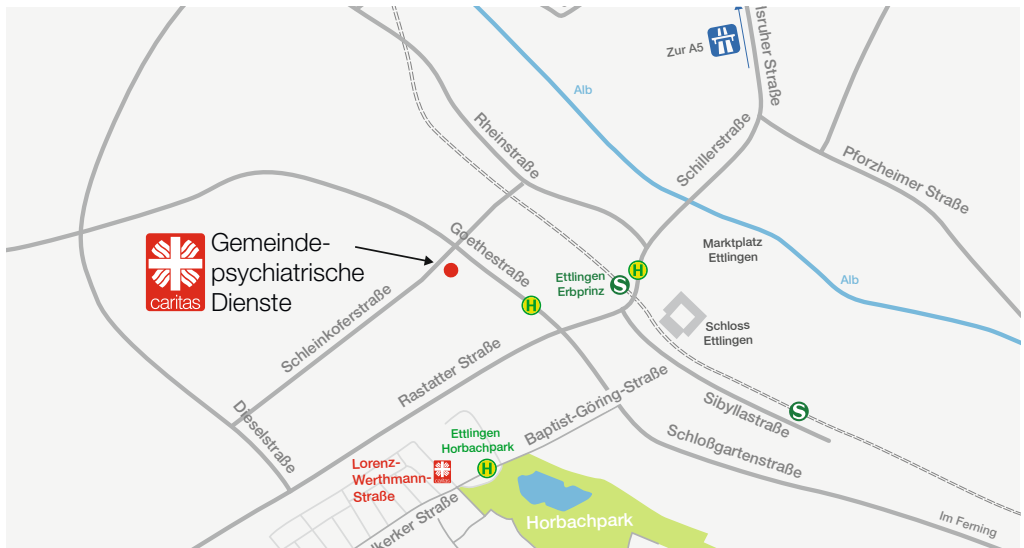 lsruher Straße
Zur A5
Alb
Rheinstraße
Schillerstraße
Pforzheimer Straße
Gemeinde-
psychiatrische
Dienste
caritas
Goethestraße
Marktplatz
Ettlingen
Ettlingen
Erbprinz
H
S
H
Alb
Schleinkoferstraße
Schloss
Ettlingen
Rastatter Straße
Dieselstraße
Baptist-Göring-Straße
Sibyllastraße
S
Schloßgartenstraße
Ettlingen
Horbachpark
H
Lorenz-
Werthmann-
Straße
lkerker Straße
Horbachpark
Im Ferning